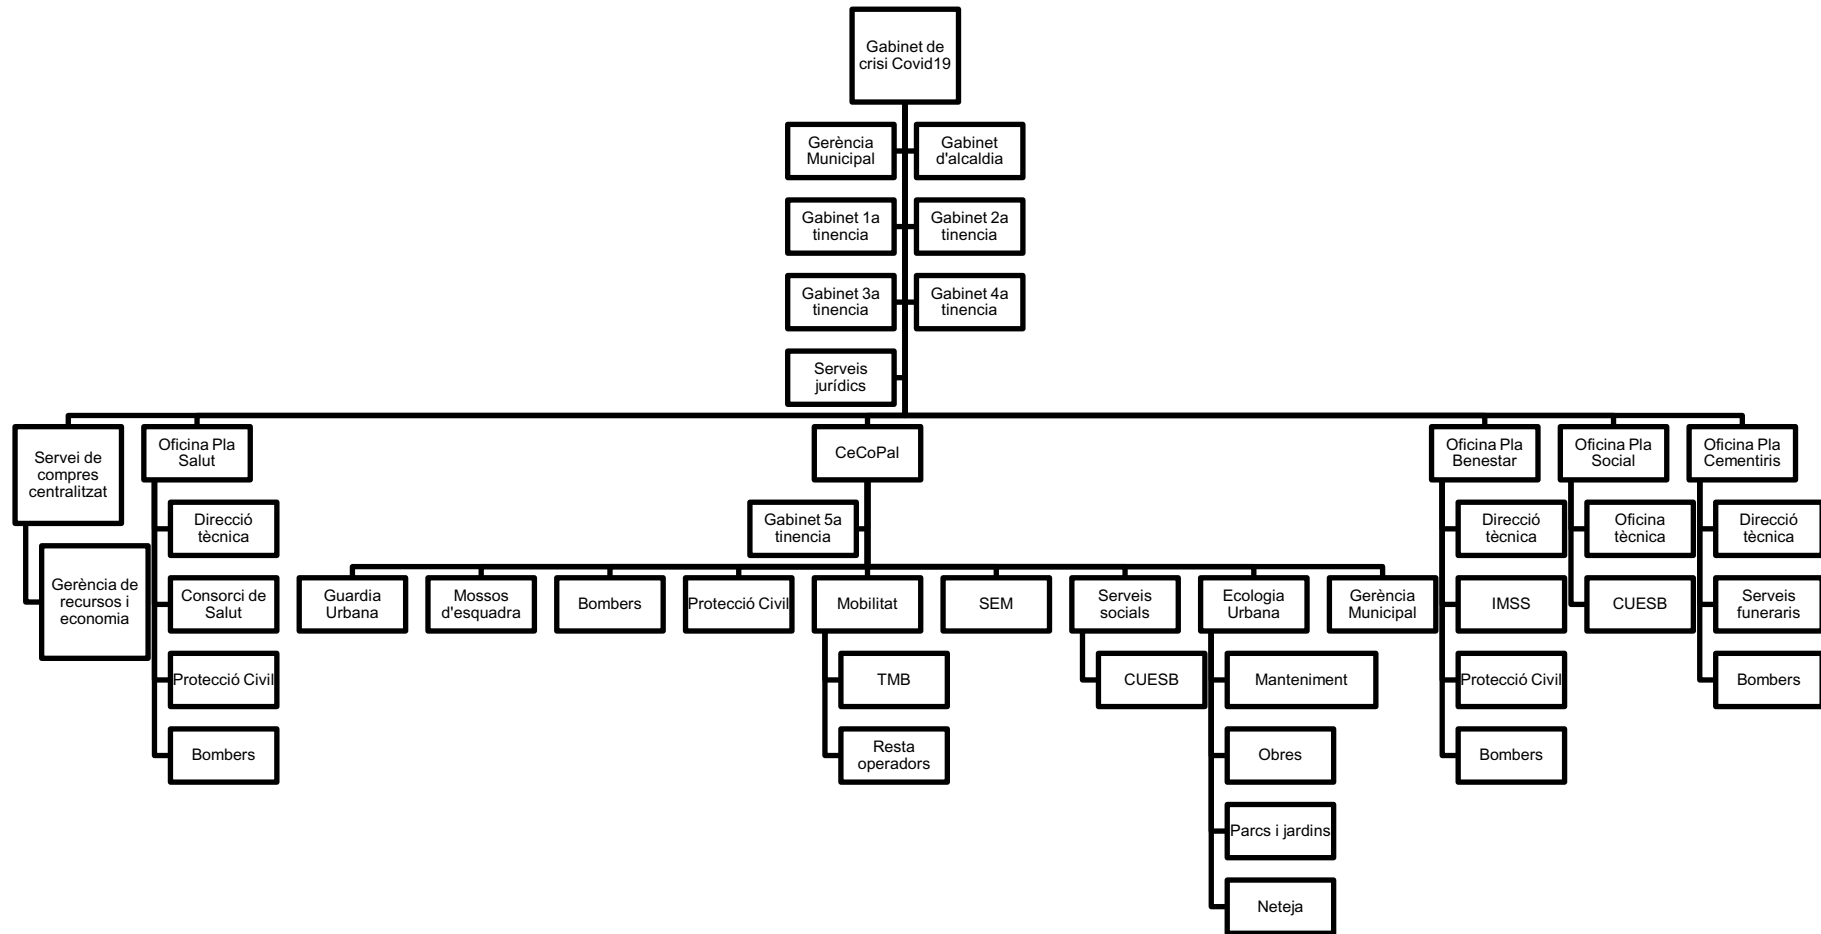 Gabinet de
crisi Covid19
Gerència
Municipal
Gabinet
d'alcaldia
Gabinet 1a
tinencia
Gabinet 2a
tinencia
Gabinet 3a
tinencia
Gabinet 4a
tinencia
Serveis
jurídics
Servei de
compres
centralitzat
Gerència de
recursos i
economia
Oficina Pla
Salut
Direcció
tècnica
Consorci de
Salut
Protecció Civil
Bombers
CeCoPal
Gabinet 5a
tinencia
Guardia
Urbana
Mossos
d'esquadra
Bombers
Protecció Civil
Mobilitat
TMB
Resta
operadors
SEM
Serveis
socials
CUESB
Ecologia
Urbana
Manteniment
Obres
Parcs i jardins
Neteja
Gerència
Municipal
Oficina Pla
Benestar
Direcció
tècnica
IMSS
Protecció Civil
Bombers
Oficina Pla
Social
Oficina
tècnica
CUESB
Oficina Pla
Cementiris
Direcció
tècnica
Serveis
funeraris
Bombers